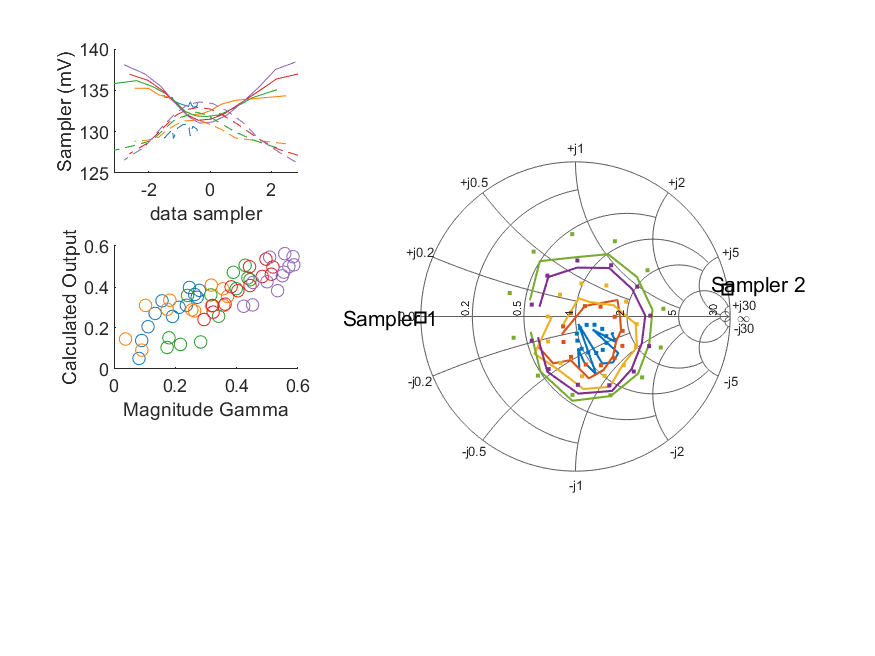 140
135
130
125
Sampler (mV)
-2
0
2
data sampler
0.6
0.4
0.2
0
Calculated Output
0
0.2
0.4
0.6
Magnitude Gamma
+j1
+j0.5
+j2
+j0.2
+j5
Sampler 2
+j30
Sampler 1
0.2
0.5
1
2
5
30
∞
-j30
-j0.2
-j5
-j0.5
-j2
-j1